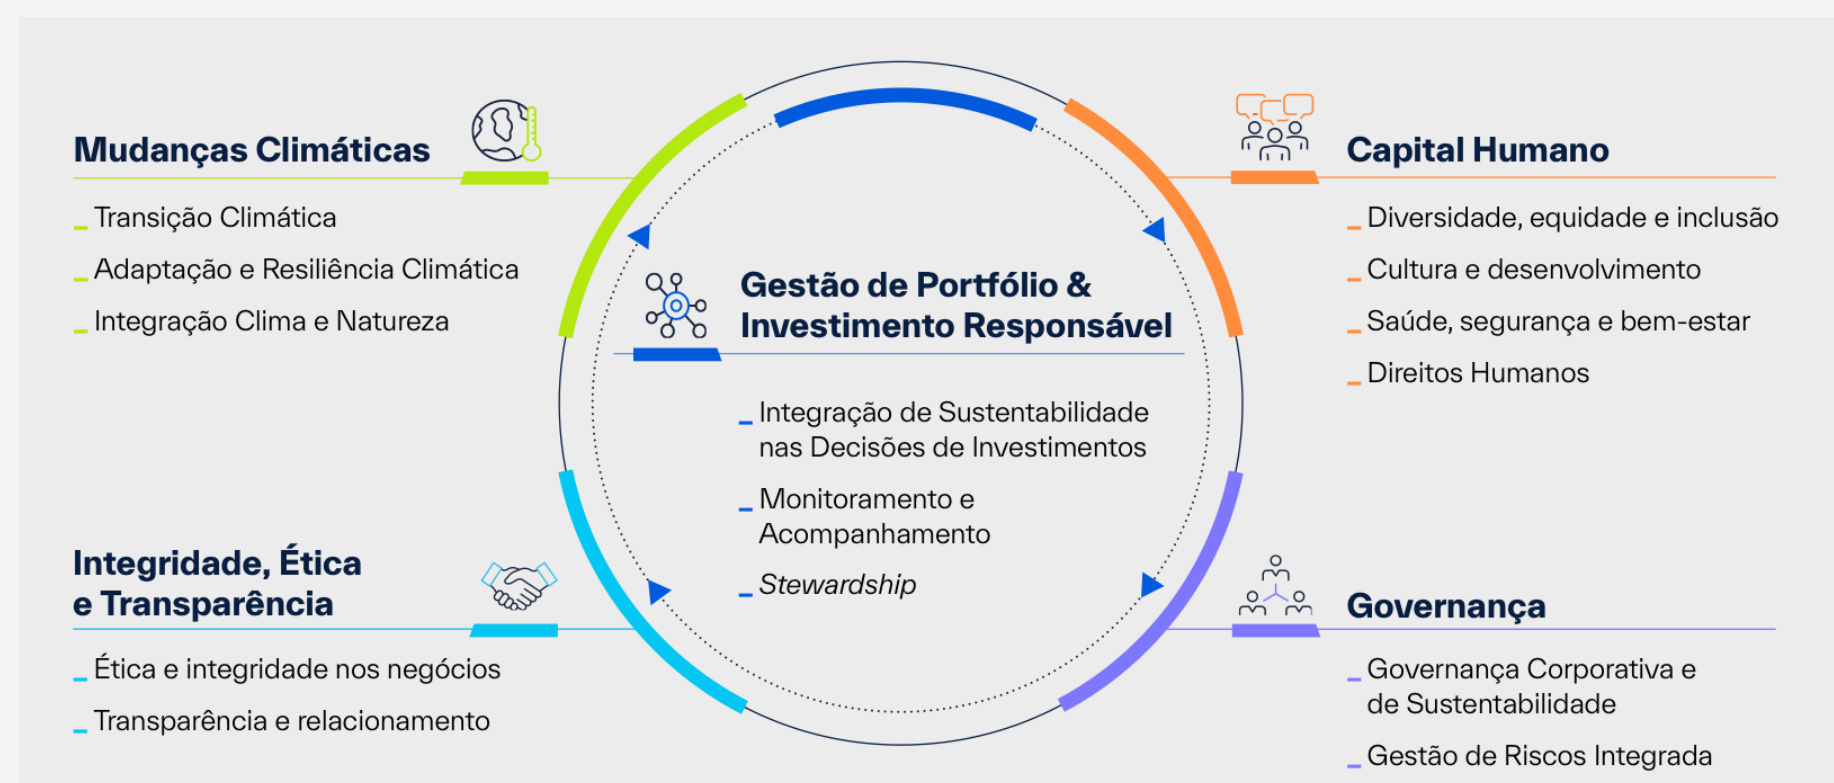 Mudanças Climáticas
Transição Climática
Adaptação e Resiliência Climática
Integração Clima e Natureza
Capital Humano
Diversidade, equidade e inclusão
Cultura e desenvolvimento
Saúde, segurança e bem-estar
Direitos Humanos
Gestão de Portfólio &
Investimento Responsável
Integração de Sustentabilidade
nas Decisões de Investimentos
Monitoramento e
Acompanhamento
Stewardship
Integridade, Ética
e Transparência
Ética e integridade nos negócios
Transparência e relacionamento
Governança
Governança Corporativa e
de Sustentabilidade
Gestão de Riscos Integrada